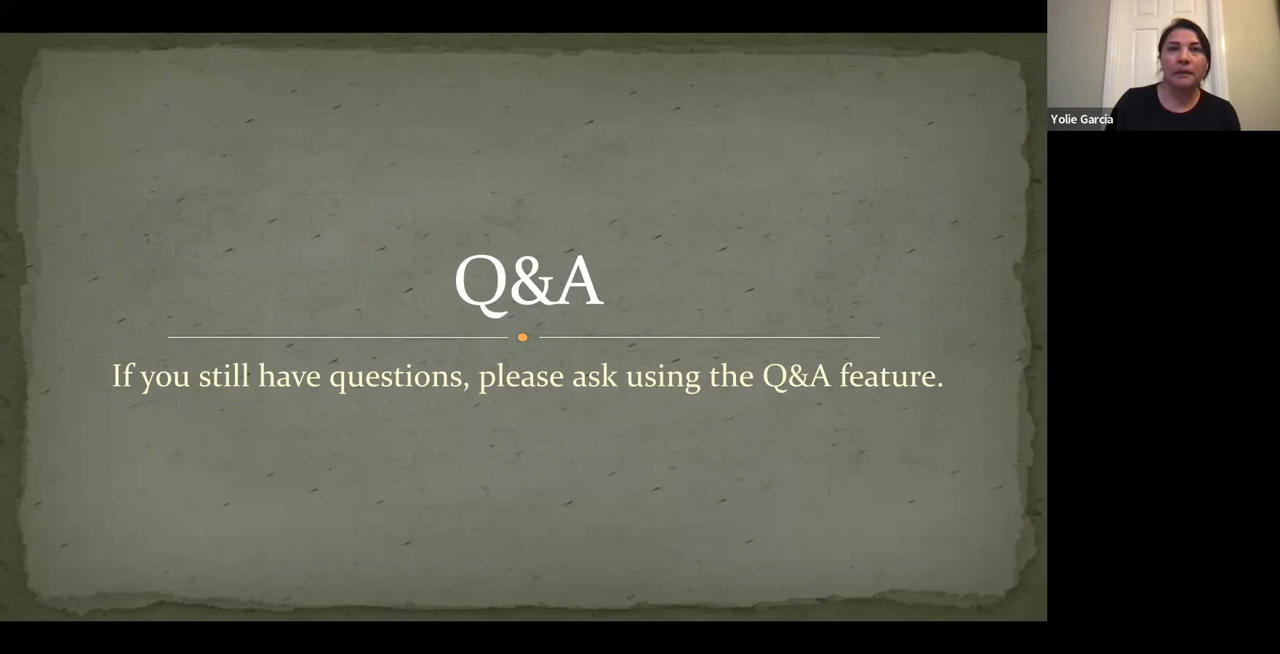 Q&A
If you still have questions, please ask using the Q&A feature.
Yolie Garcia